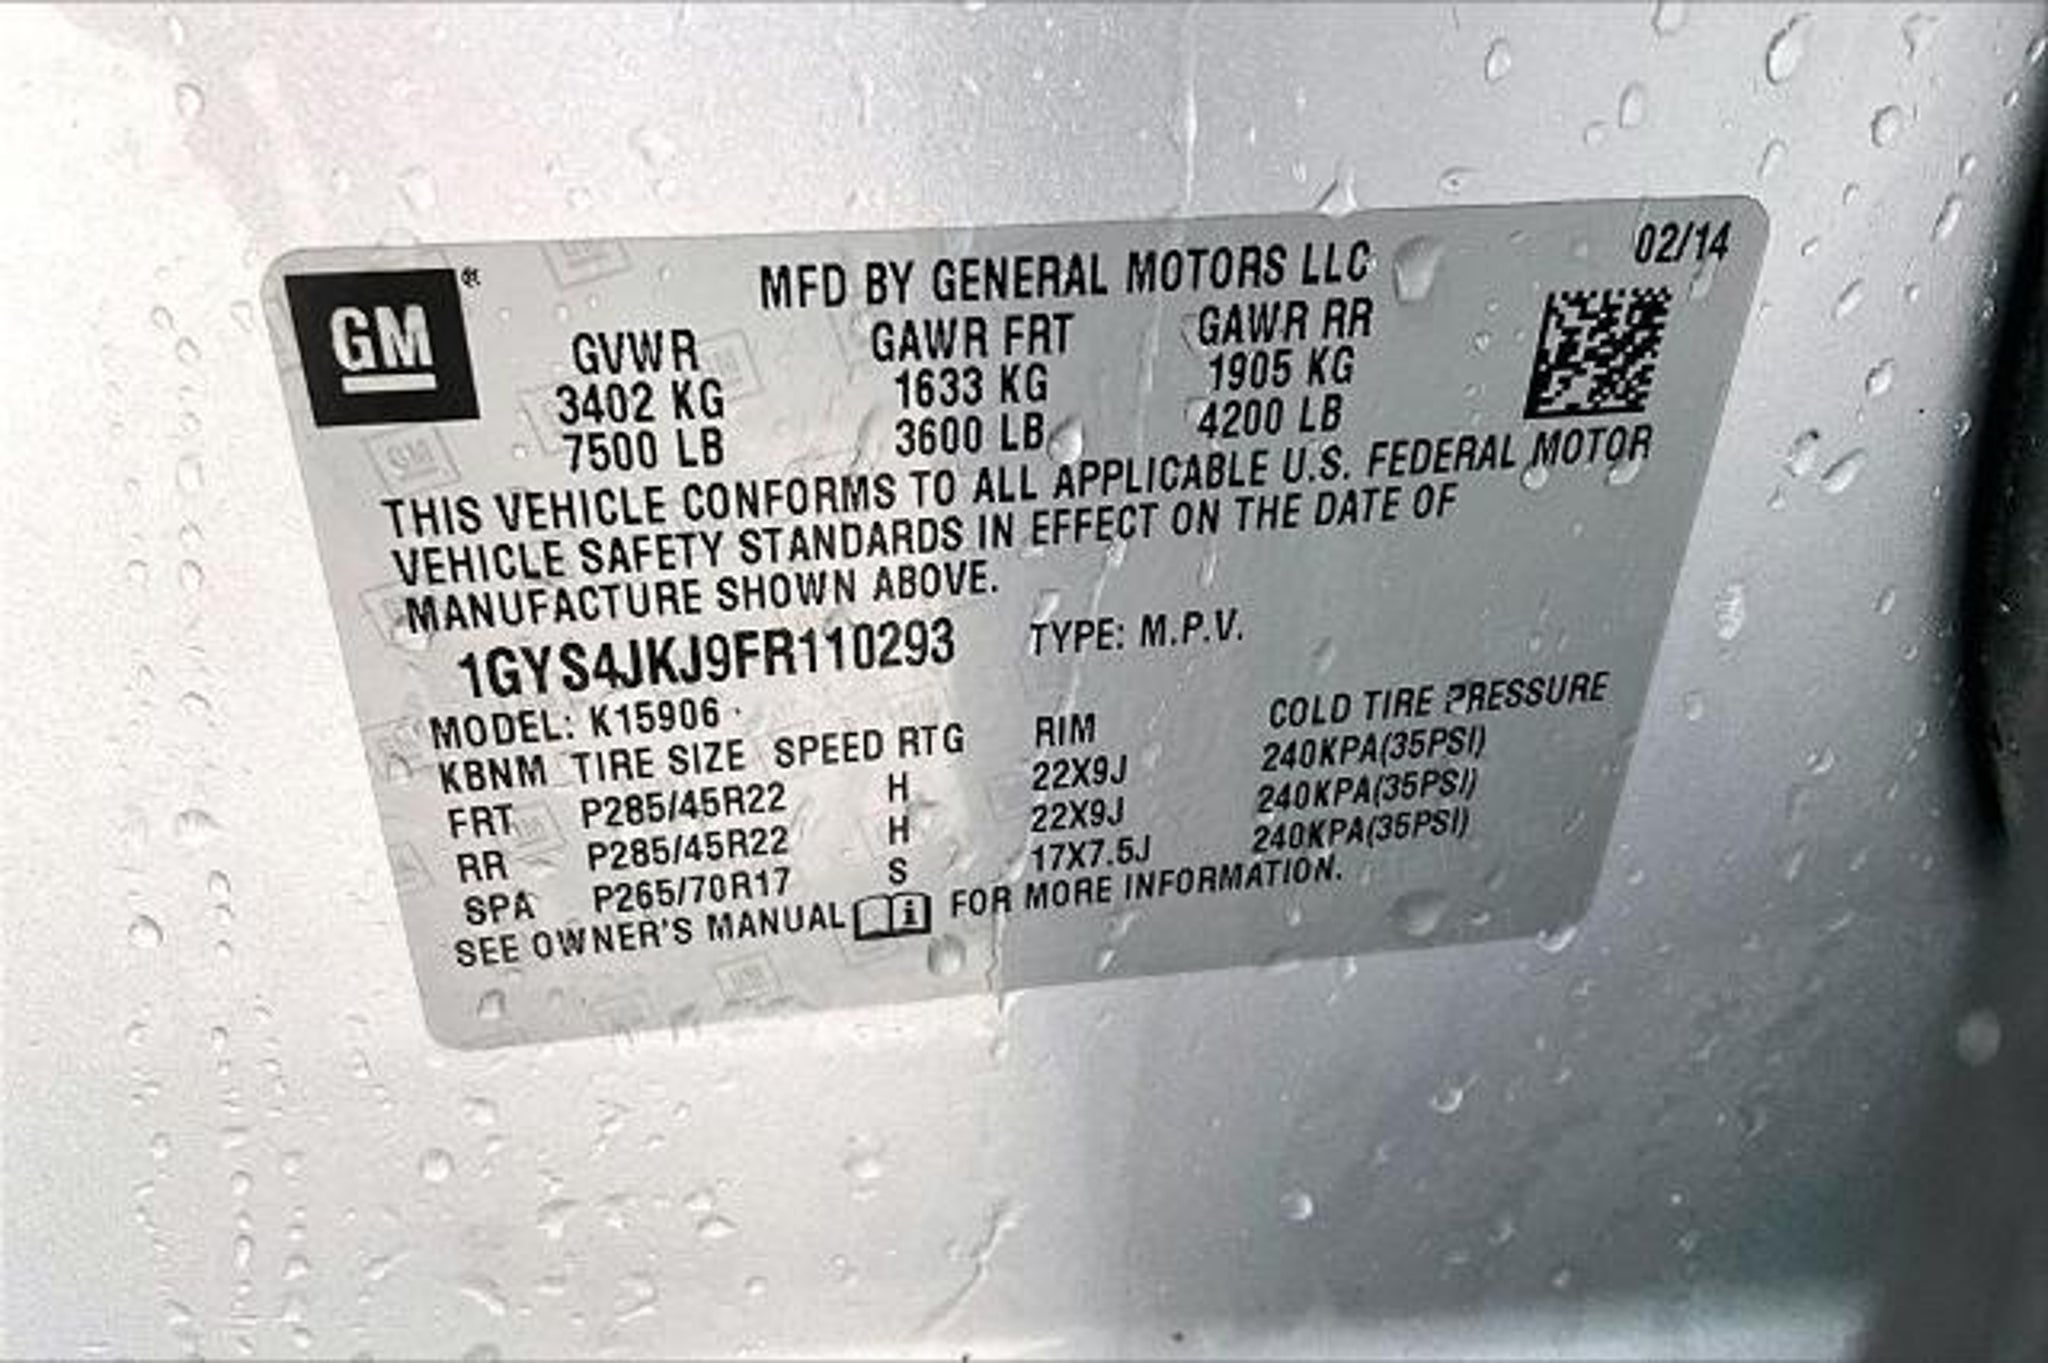 GM ®
MFD BY GENERAL MOTORS LLC
02/14
GVWR GAWR FRT GAWR RR
3402 KG 1633 KG 1905 KG
7500 LB 3600 LB 4200 LB
THIS VEHICLE CONFORMS TO ALL APPLICABLE U.S. FEDERAL MOTOR
VEHICLE SAFETY STANDARDS IN EFFECT ON THE DATE OF
MANUFACTURE SHOWN ABOVE.
1GYS4JKJ9FR110293 TYPE: M.P.V.
MODEL: K15906
KBNM TIRE SIZE SPEED RTG RIM COLD TIRE PRESSURE
FRT P285/45R22 H 22X9J 240KPA(35PSI)
RR P285/45R22 H 22X9J 240KPA(35PSI)
SPA P265/70R17 S 17X7.5J 240KPA(35PSI)
SEE OWNER'S MANUAL i FOR MORE INFORMATION.